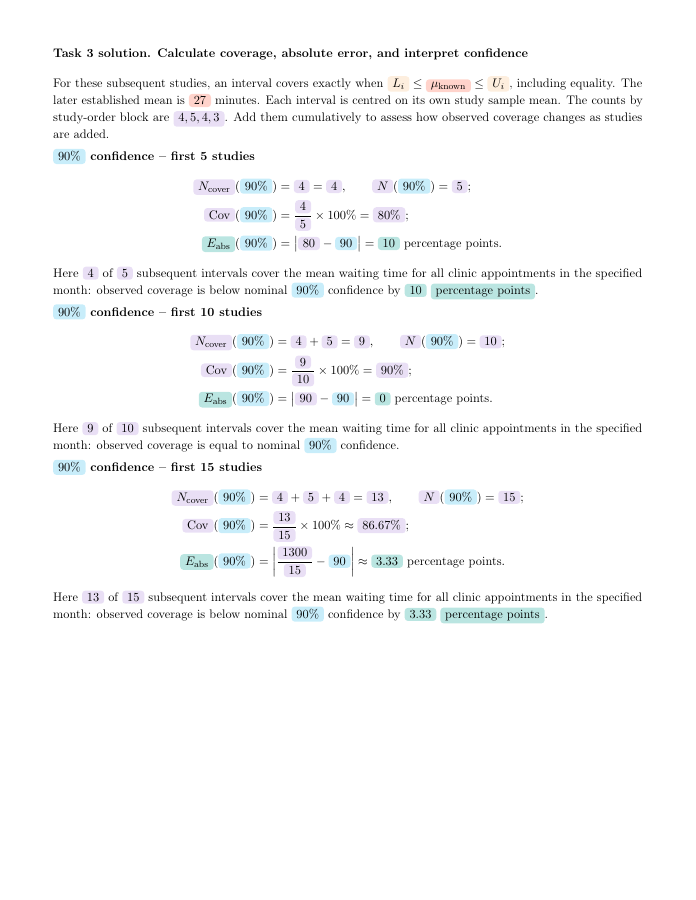 Task 3 solution. Calculate coverage, absolute error, and interpret confidence
For these subsequent studies, an interval covers exactly when L_i ≤ μ_known ≤ U_i, including equality. The
later established mean is 27 minutes. Each interval is centred on its own study sample mean. The counts by
study-order block are 4, 5, 4, 3. Add them cumulatively to assess how observed coverage changes as studies
are added.
90% confidence – first 5 studies
N_cover(90%) = 4 = 4, N(90%) = 5;
Cov(90%) = 4/5 × 100% = 80%;
E_abs(90%) = |80 − 90| = 10 percentage points.
Here 4 of 5 subsequent intervals cover the mean waiting time for all clinic appointments in the specified
month: observed coverage is below nominal 90% confidence by 10 percentage points.
90% confidence – first 10 studies
N_cover(90%) = 4 + 5 = 9, N(90%) = 10;
Cov(90%) = 9/10 × 100% = 90%;
E_abs(90%) = |90 − 90| = 0 percentage points.
Here 9 of 10 subsequent intervals cover the mean waiting time for all clinic appointments in the specified
month: observed coverage is equal to nominal 90% confidence.
90% confidence – first 15 studies
N_cover(90%) = 4 + 5 + 4 = 13, N(90%) = 15;
Cov(90%) = 13/15 × 100% ≈ 86.67%;
E_abs(90%) = |1300/15 − 90| ≈ 3.33 percentage points.
Here 13 of 15 subsequent intervals cover the mean waiting time for all clinic appointments in the specified
month: observed coverage is below nominal 90% confidence by 3.33 percentage points.